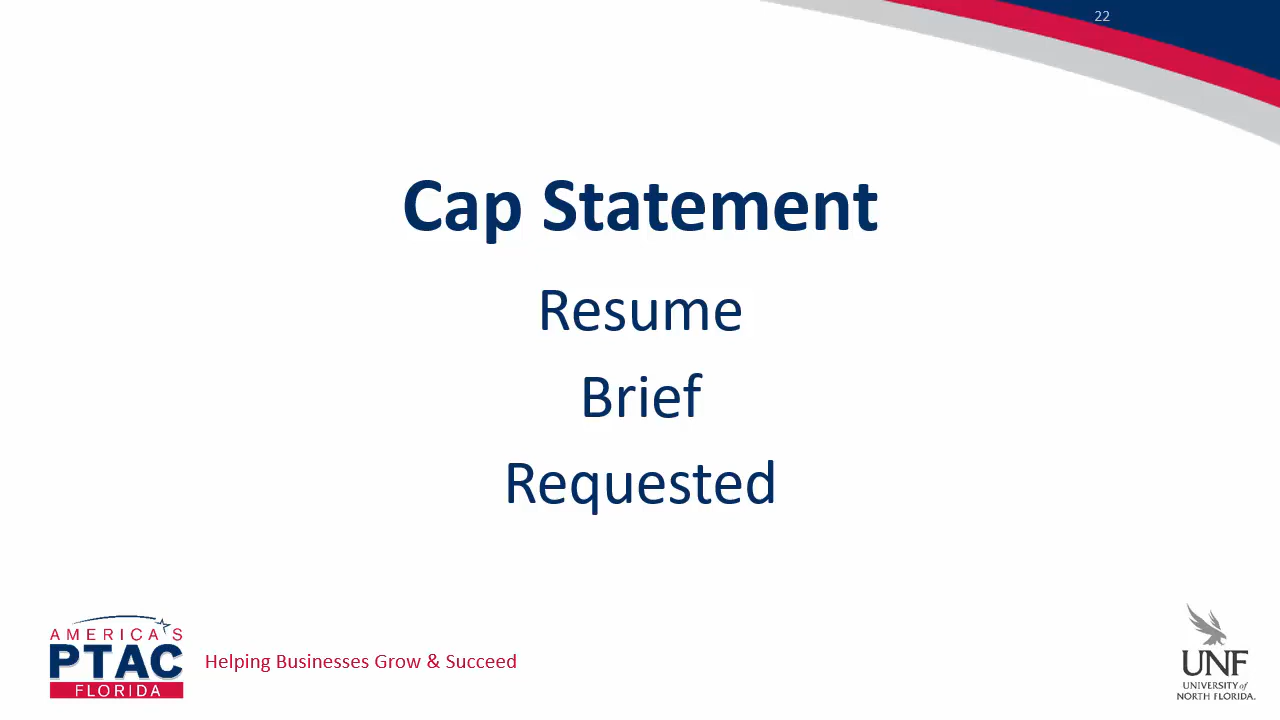 22
Cap Statement
Resume
Brief
Requested
AMERICA'S
PTAC
FLORIDA
Helping Businesses Grow & Succeed
UNF
UNIVERSITY of
NORTH FLORIDA.